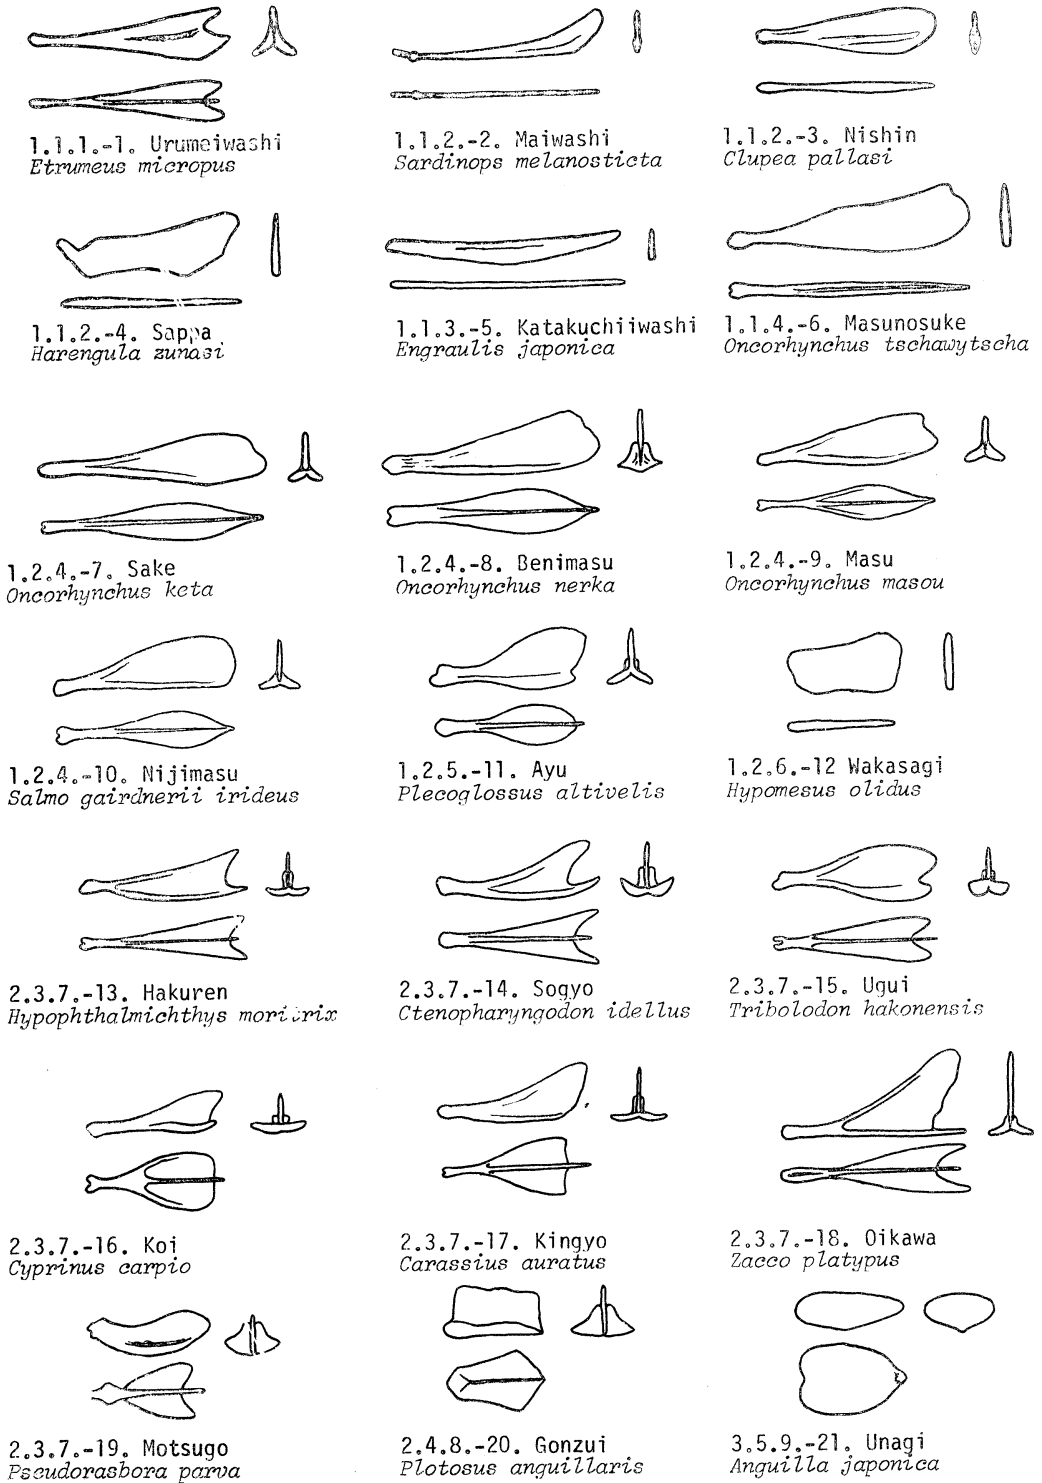 1.1.1.-1. Urumeiwashi
Etrumeus micropus
1.1.2.-2. Maiwashi
Sardinops melanosticta
1.1.2.-3. Nishin
Clupea pallasi
1.1.2.-4. Sappa
Harengula zunasi
1.1.3.-5. Katakuchiiwashi
Engraulis japonica
1.1.4.-6. Masunosuke
Oncorhynchus tschawytscha
1.2.4.-7. Sake
Oncorhynchus keta
1.2.4.-8. Benimasu
Oncorhynchus nerka
1.2.4.-9. Masu
Oncorhynchus masou
1.2.4.-10. Nijimasu
Salmo gairdnerii irideus
1.2.5.-11. Ayu
Plecoglossus altivelis
1.2.6.-12 Wakasagi
Hypomesus olidus
2.3.7.-13. Hakuren
Hypophthalmichthys moritrix
2.3.7.-14. Sogyo
Ctenopharyngodon idellus
2.3.7.-15. Ugui
Tribolodon hakonensis
2.3.7.-16. Koi
Cyprinus carpio
2.3.7.-17. Kingyo
Carassius auratus
2.3.7.-18. Oikawa
Zacco platypus
2.3.7.-19. Motsugo
Pseudorasbora parva
2.4.8.-20. Gonzui
Plotosus anguillaris
3.5.9.-21. Unagi
Anguilla japonica